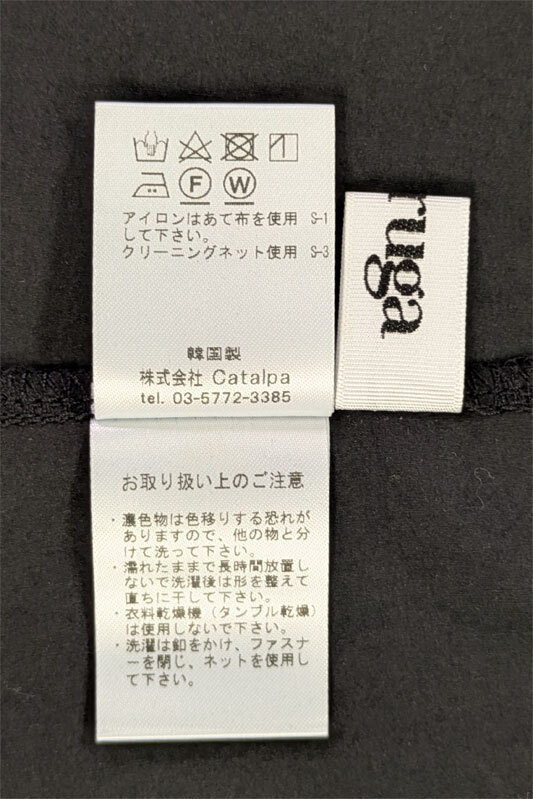 F W
アイロンはあて布を使用 S-1
して下さい。
クリーニングネット使用 S-3
韓国製
株式会社 Catalpa
tel. 03-5772-3385
ruga
お取り扱い上のご注意
・濃色物は色移りする恐れが
ありますので、他の物と分
けて洗って下さい。
・濡れたままで長時間放置し
ないで洗濯後は形を整えて
直ちに干して下さい。
・衣料乾燥機（タンブル乾燥）
は使用しないで下さい。
・洗濯は釦をかけ、ファスナ
ーを閉じ、ネットを使用し
て下さい。